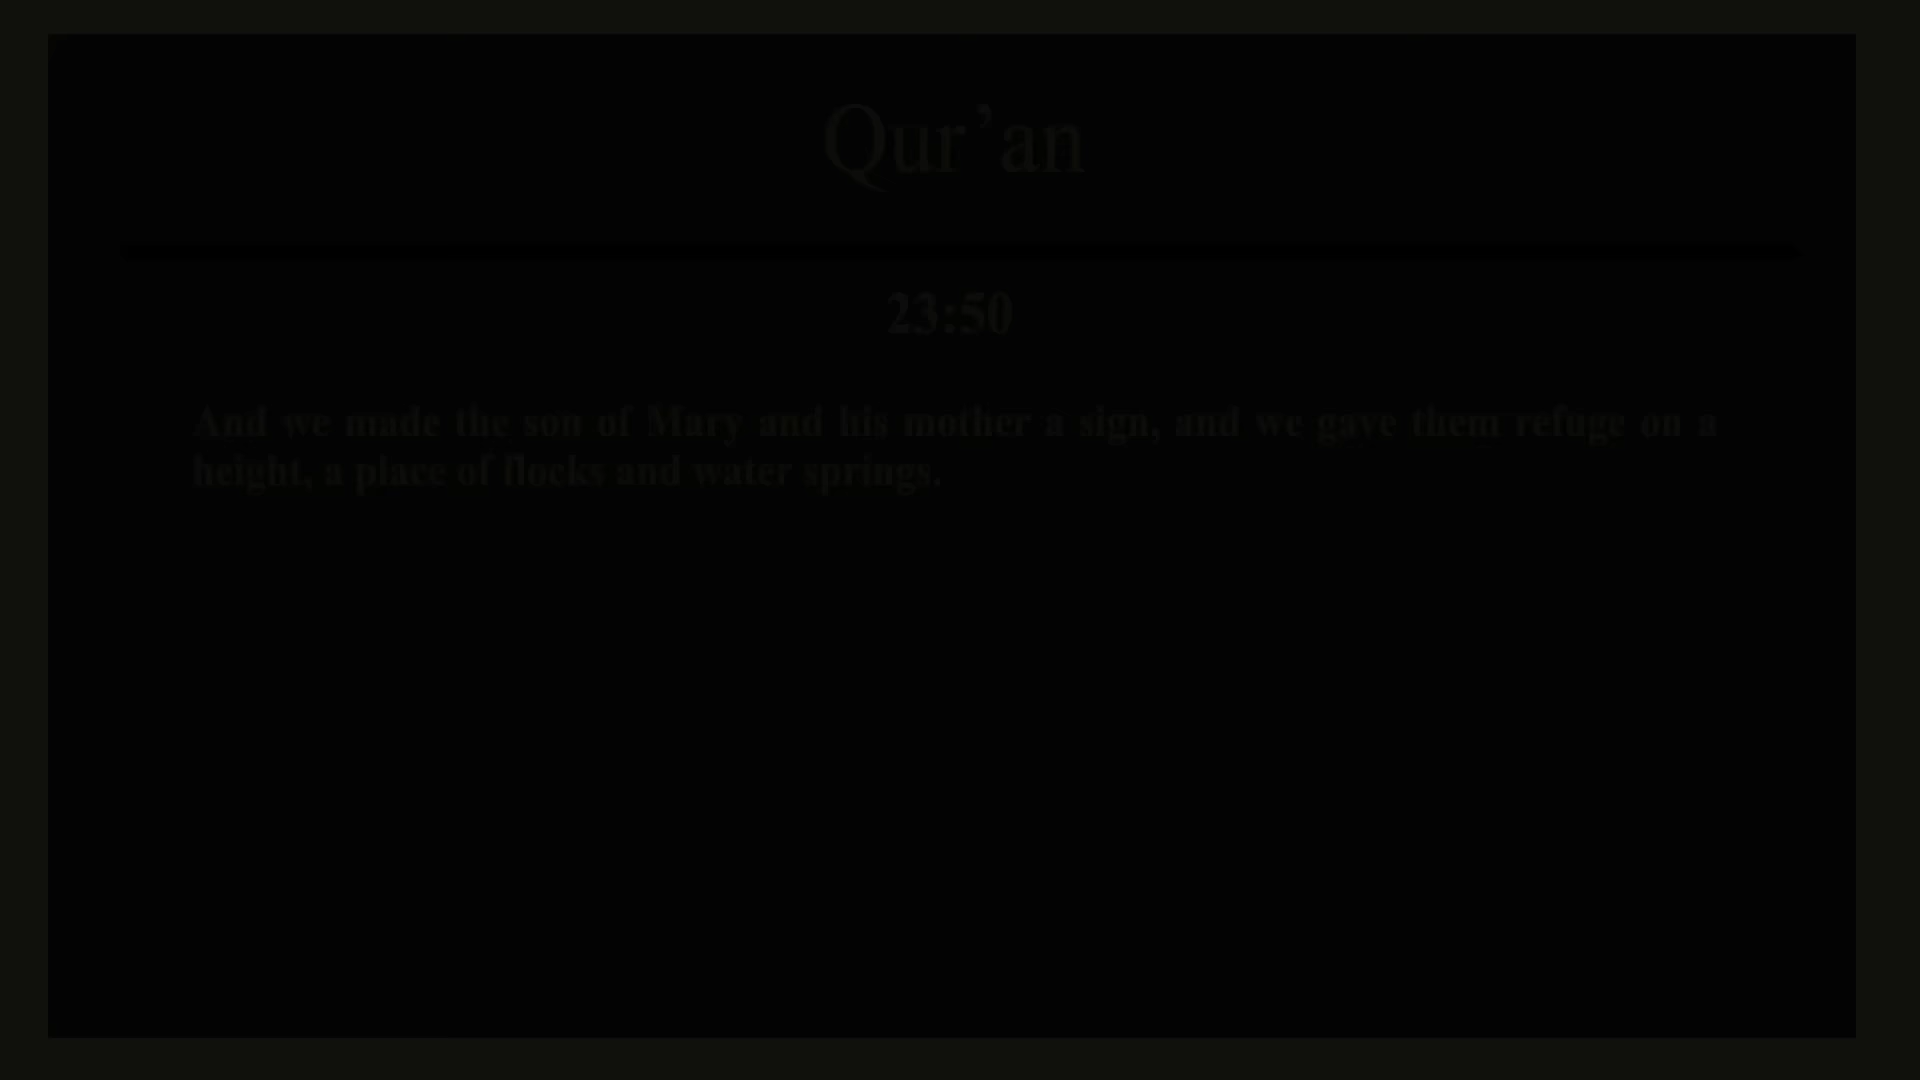 Qur’an
23:50
And we made the son of Mary and his mother a sign, and we gave them refuge on a
height, a place of flocks and water springs.